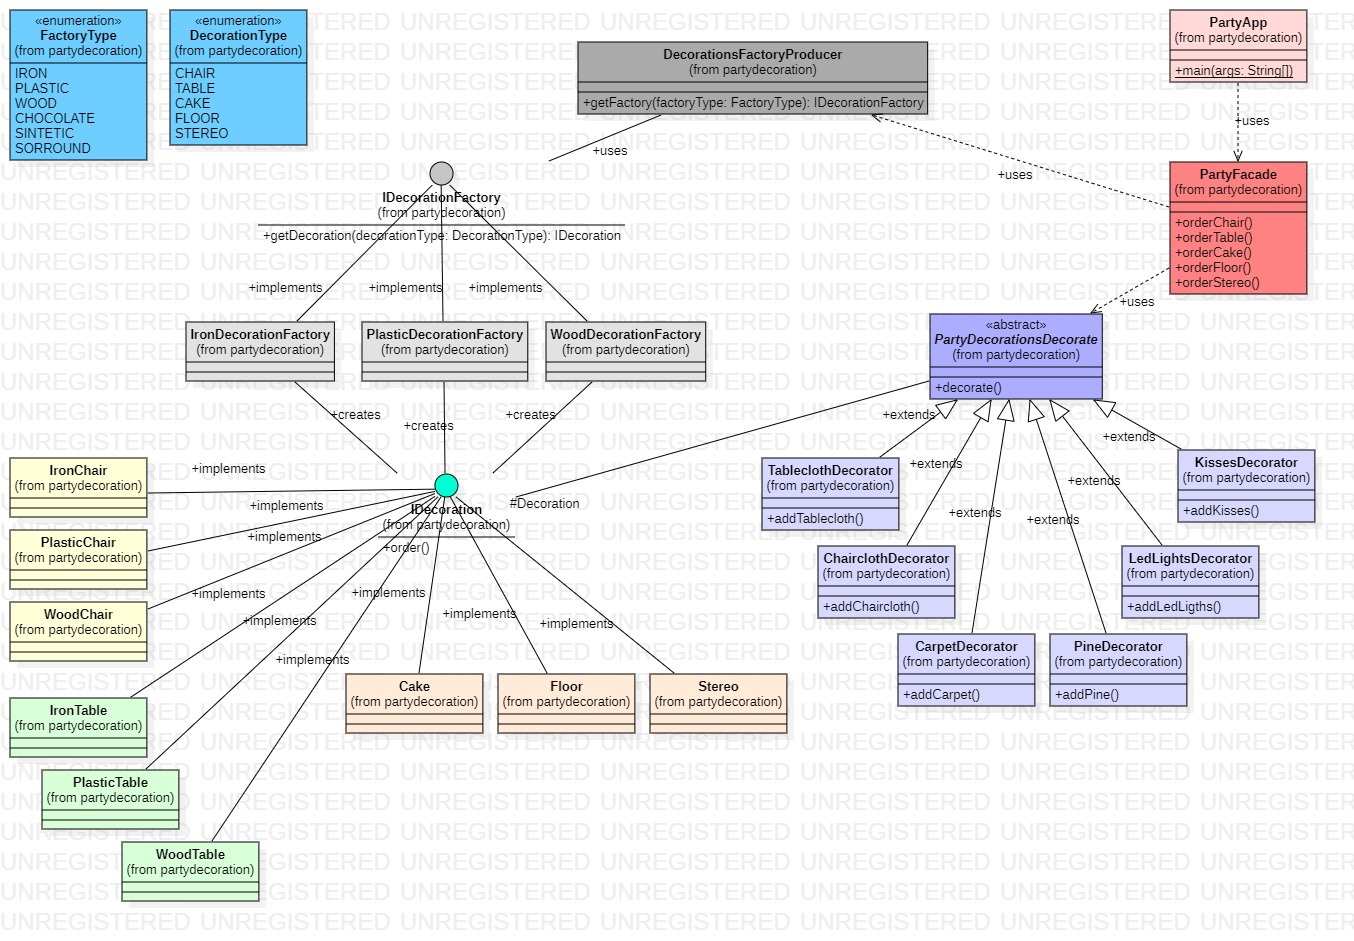 «enumeration»
FactoryType
(from partydecoration)
IRON
PLASTIC
WOOD
CHOCOLATE
SINTETIC
SORROUND
«enumeration»
DecorationType
(from partydecoration)
CHAIR
TABLE
CAKE
FLOOR
STEREO
DecorationsFactoryProducer
(from partydecoration)
+getFactory(factoryType: FactoryType): IDecorationFactory
PartyApp
(from partydecoration)
+main(args: String[])
+uses
+uses
+uses
PartyFacade
(from partydecoration)
+orderChair()
+orderTable()
+orderCake()
+orderFloor()
+orderStereo()
+uses
IDecorationFactory
(from partydecoration)
+getDecoration(decorationType: DecorationType): IDecoration
+implements
+implements
+implements
IronDecorationFactory
(from partydecoration)
PlasticDecorationFactory
(from partydecoration)
WoodDecorationFactory
(from partydecoration)
+creates
+creates
+creates
«abstract»
PartyDecorationsDecorate
(from partydecoration)
+decorate()
+extends
+extends
+extends
+extends
+extends
+extends
#Decoration
TableclothDecorator
(from partydecoration)
+addTablecloth()
KissesDecorator
(from partydecoration)
+addKisses()
ChairclothDecorator
(from partydecoration)
+addChaircloth()
LedLightsDecorator
(from partydecoration)
+addLedLigths()
CarpetDecorator
(from partydecoration)
+addCarpet()
PineDecorator
(from partydecoration)
+addPine()
IDecoration
(from partydecoration)
+order()
IronChair
(from partydecoration)
+implements
PlasticChair
(from partydecoration)
+implements
WoodChair
(from partydecoration)
+implements
IronTable
(from partydecoration)
+implements
PlasticTable
(from partydecoration)
+implements
WoodTable
(from partydecoration)
+implements
+implements
+implements
+implements
Cake
(from partydecoration)
Floor
(from partydecoration)
Stereo
(from partydecoration)
UNREGISTERED